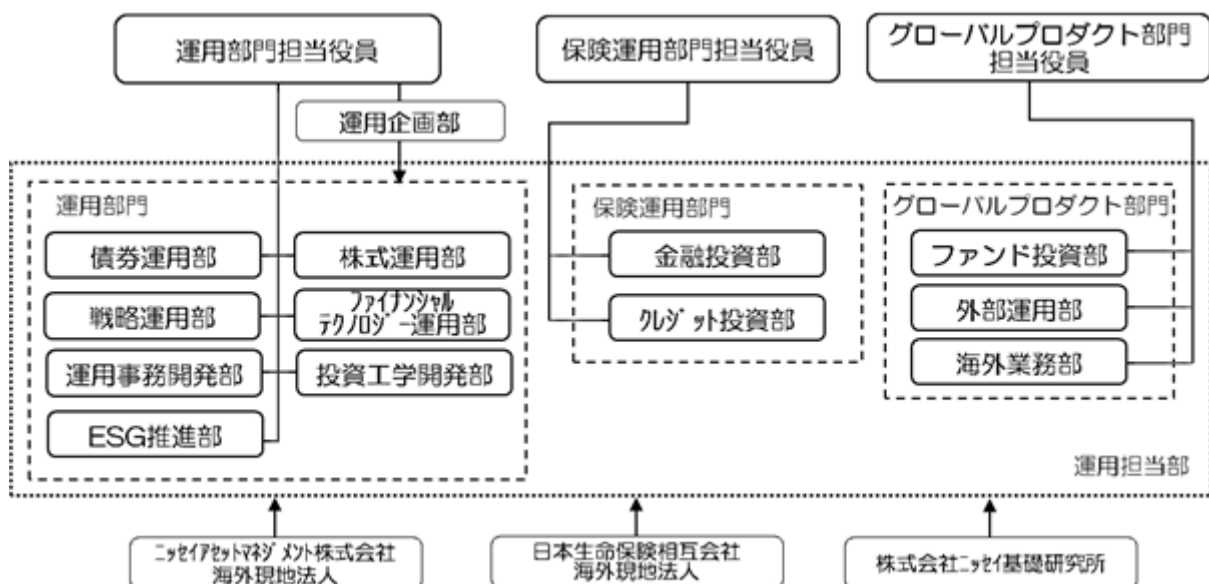 運用部門担当役員
保険運用部門担当役員
グローバルプロダクト部門
担当役員
運用企画部
運用部門
債券運用部
株式運用部
戦略運用部
ファイナンシャル
テクノロジー運用部
運用事務開発部
投資工学開発部
ESG推進部
保険運用部門
金融投資部
クレジット投資部
グローバルプロダクト部門
ファンド投資部
外部運用部
海外業務部
運用担当部
ニッセイアセットマネジメント株式会社
海外現地法人
日本生命保険相互会社
海外現地法人
株式会社ニッセイ基礎研究所